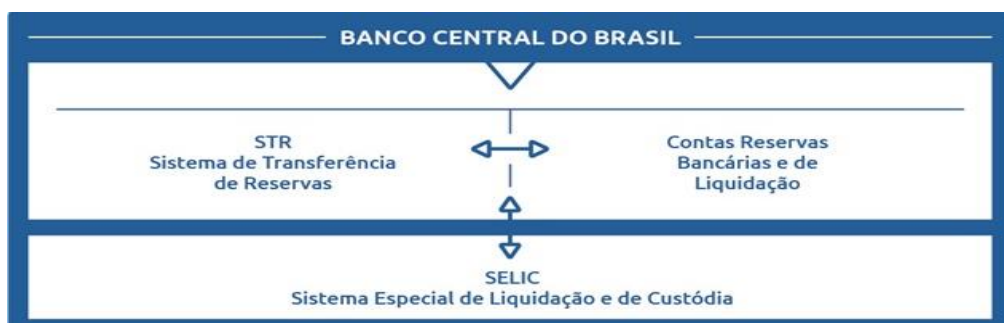 BANCO CENTRAL DO BRASIL
STR
Sistema de Transferência
de Reservas
Contas Reservas
Bancárias e de
Liquidação
SELIC
Sistema Especial de Liquidação e de Custódia